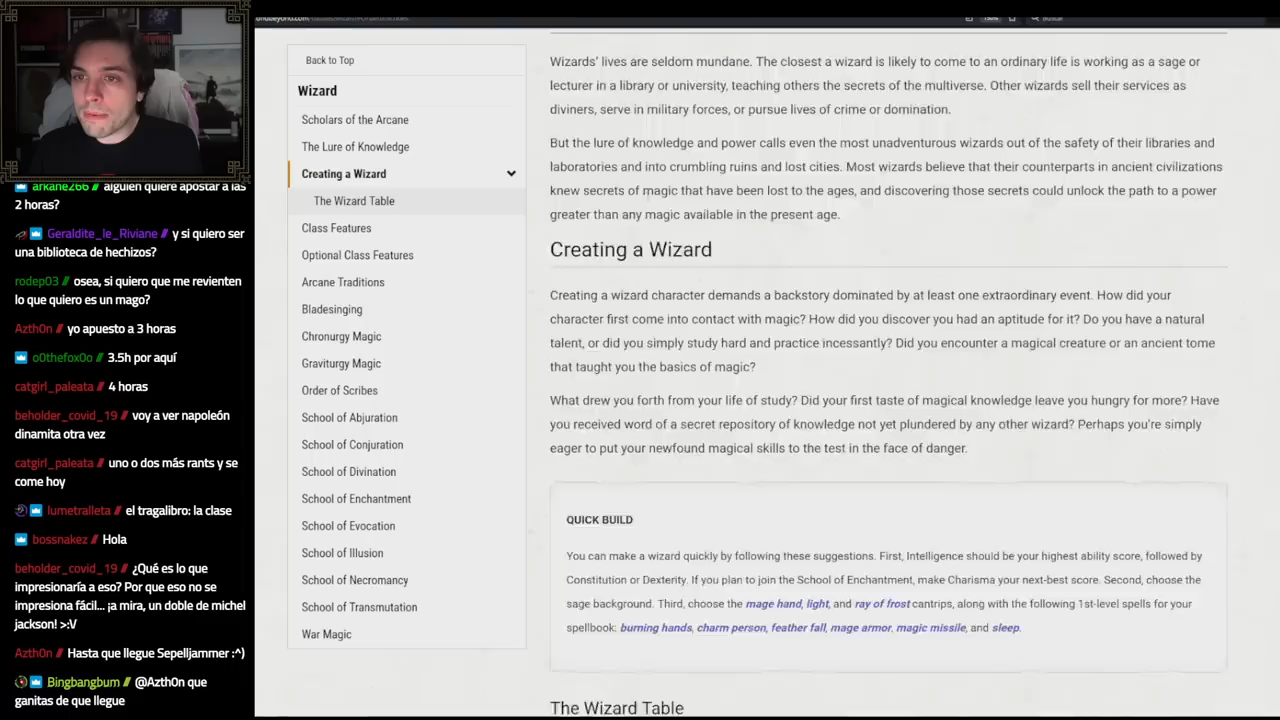 arkane266 // alguien quiere apostar a las
2 horas?
Geraldite_le_Riviane // y si quiero ser
una biblioteca de hechizos?
rodep03 // osea, si quiero que me revienten
lo que quiero es un mago?
Azth0n // yo apuesto a 3 horas
o0thefox0o // 3.5h por aquí
catgirl_paleata // 4 horas
beholder_covid_19 // voy a ver napoleón
dinamita otra vez
catgirl_paleata // uno o dos más rants y se
come hoy
lumetralleta // el tragalibro: la clase
bossnakez // Hola
beholder_covid_19 // ¿Qué es lo que
impresionaría a eso? Por que eso no se
impresiona fácil... ¡a mira, un doble de michel
jackson! >:V
Azth0n // Hasta que llegue Sepelljammer :^)
Bingbangbum // @Azth0n que
ganitas de que llegue
Back to Top
Wizard
Scholars of the Arcane
The Lure of Knowledge
Creating a Wizard
The Wizard Table
Class Features
Optional Class Features
Arcane Traditions
Bladesinging
Chronurgy Magic
Graviturgy Magic
Order of Scribes
School of Abjuration
School of Conjuration
School of Divination
School of Enchantment
School of Evocation
School of Illusion
School of Necromancy
School of Transmutation
War Magic
Wizards’ lives are seldom mundane. The closest a wizard is likely to come to an ordinary life is working as a sage or
lecturer in a library or university, teaching others the secrets of the multiverse. Other wizards sell their services as
diviners, serve in military forces, or pursue lives of crime or domination.
But the lure of knowledge and power calls even the most unadventurous wizards out of the safety of their libraries and
laboratories and into crumbling ruins and lost cities. Most wizards believe that their counterparts in ancient civilizations
knew secrets of magic that have been lost to the ages, and discovering those secrets could unlock the path to a power
greater than any magic available in the present age.
Creating a Wizard
Creating a wizard character demands a backstory dominated by at least one extraordinary event. How did your
character first come into contact with magic? How did you discover you had an aptitude for it? Do you have a natural
talent, or did you simply study hard and practice incessantly? Did you encounter a magical creature or an ancient tome
that taught you the basics of magic?
What drew you forth from your life of study? Did your first taste of magical knowledge leave you hungry for more? Have
you received word of a secret repository of knowledge not yet plundered by any other wizard? Perhaps you’re simply
eager to put your newfound magical skills to the test in the face of danger.
QUICK BUILD
You can make a wizard quickly by following these suggestions. First, Intelligence should be your highest ability score, followed by
Constitution or Dexterity. If you plan to join the School of Enchantment, make Charisma your next-best score. Second, choose the
sage background. Third, choose the mage hand, light, and ray of frost cantrips, along with the following 1st-level spells for your
spellbook: burning hands, charm person, feather fall, mage armor, magic missile, and sleep.
The Wizard Table